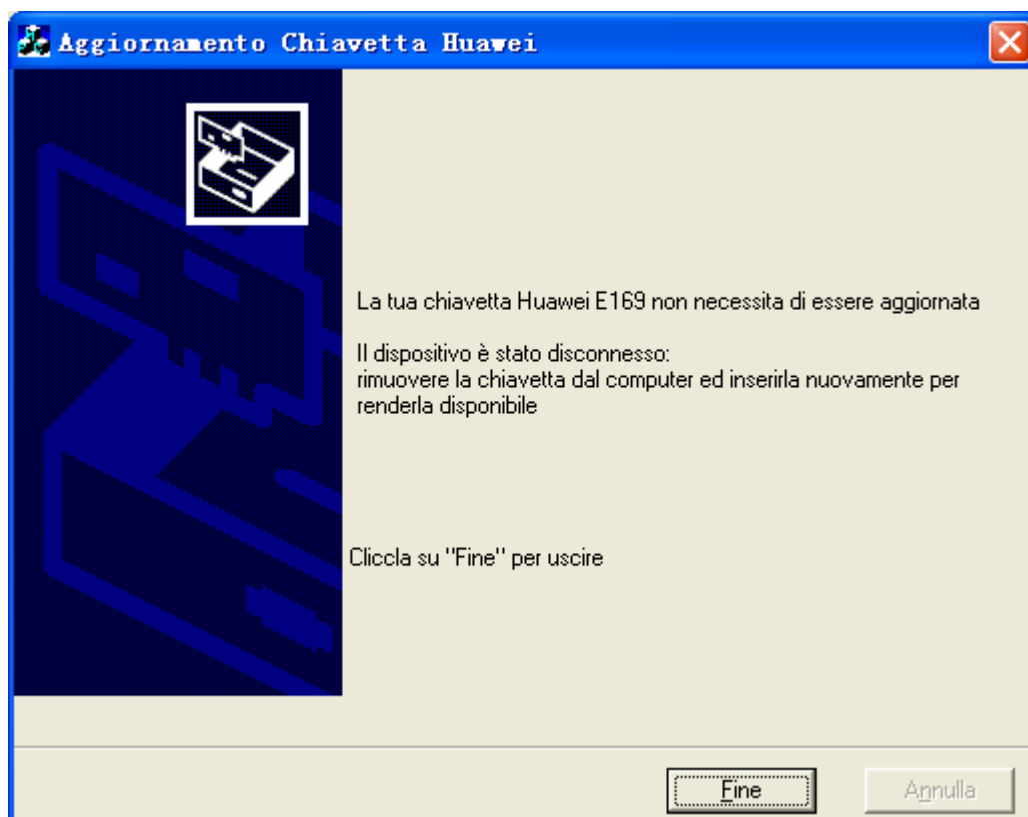 Aggiornamento Chiavetta Huawei
La tua chiavetta Huawei E169 non necessita di essere aggiornata
Il dispositivo è stato disconnesso:
rimuovere la chiavetta dal computer ed inserirla nuovamente per
renderla disponibile
Cliccla su "Fine" per uscire
Fine
Annulla